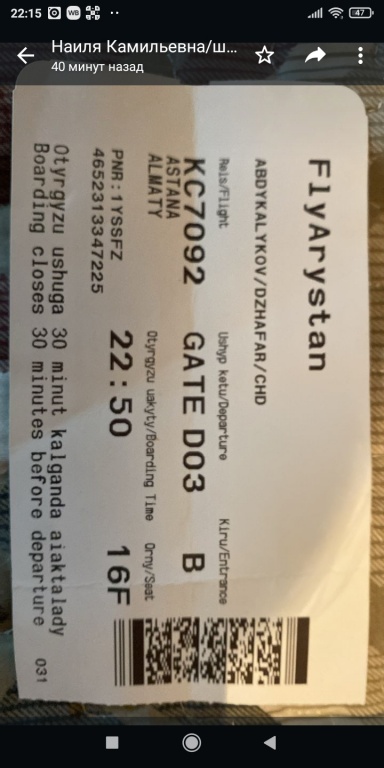 22:15
WB
47
Наиля Камильевна/ш...
40 минут назад
FlyArystan
ABDYKALYKOV/DZHAFAR/CHD
Reis/Flight Ushyp ketu/Departure Kiru/Entrance
KC7092 GATE D03 B
ASTANA
ALMATY
Otyrgyzu uakyty/Boarding Time Orny/Seat
PNR:1YSSFZ 22:50 16F
4652313347225
Otyrgyzu ushuga 30 minut kalganda aiaktalady
Boarding closes 30 minutes before departure 031